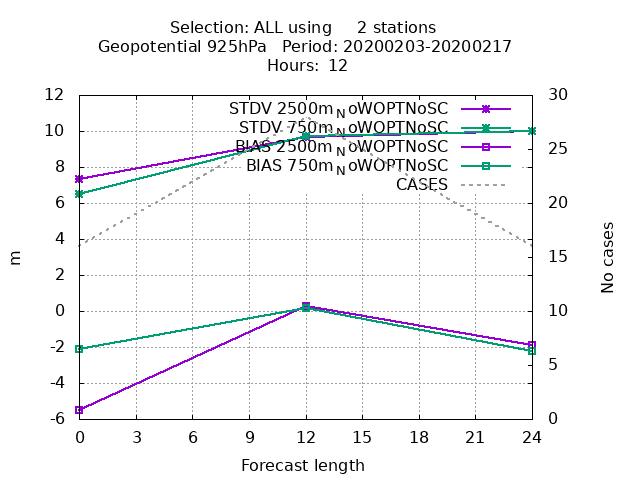 Selection: ALL using     2 stations
Geopotential 925hPa   Period: 20200203-20200217
Hours:  12
12 30
STDV 2500m_NoWOPTNoSC
STDV 750m_NoWOPTNoSC
10 25
BIAS 2500m_NoWOPTNoSC
BIAS 750m_NoWOPTNoSC
8
CASES
6 20
4
15
2
0 10
-2
5
-4
-6 0
m
No cases
0 3 6 9 12 15 18 21 24
Forecast length